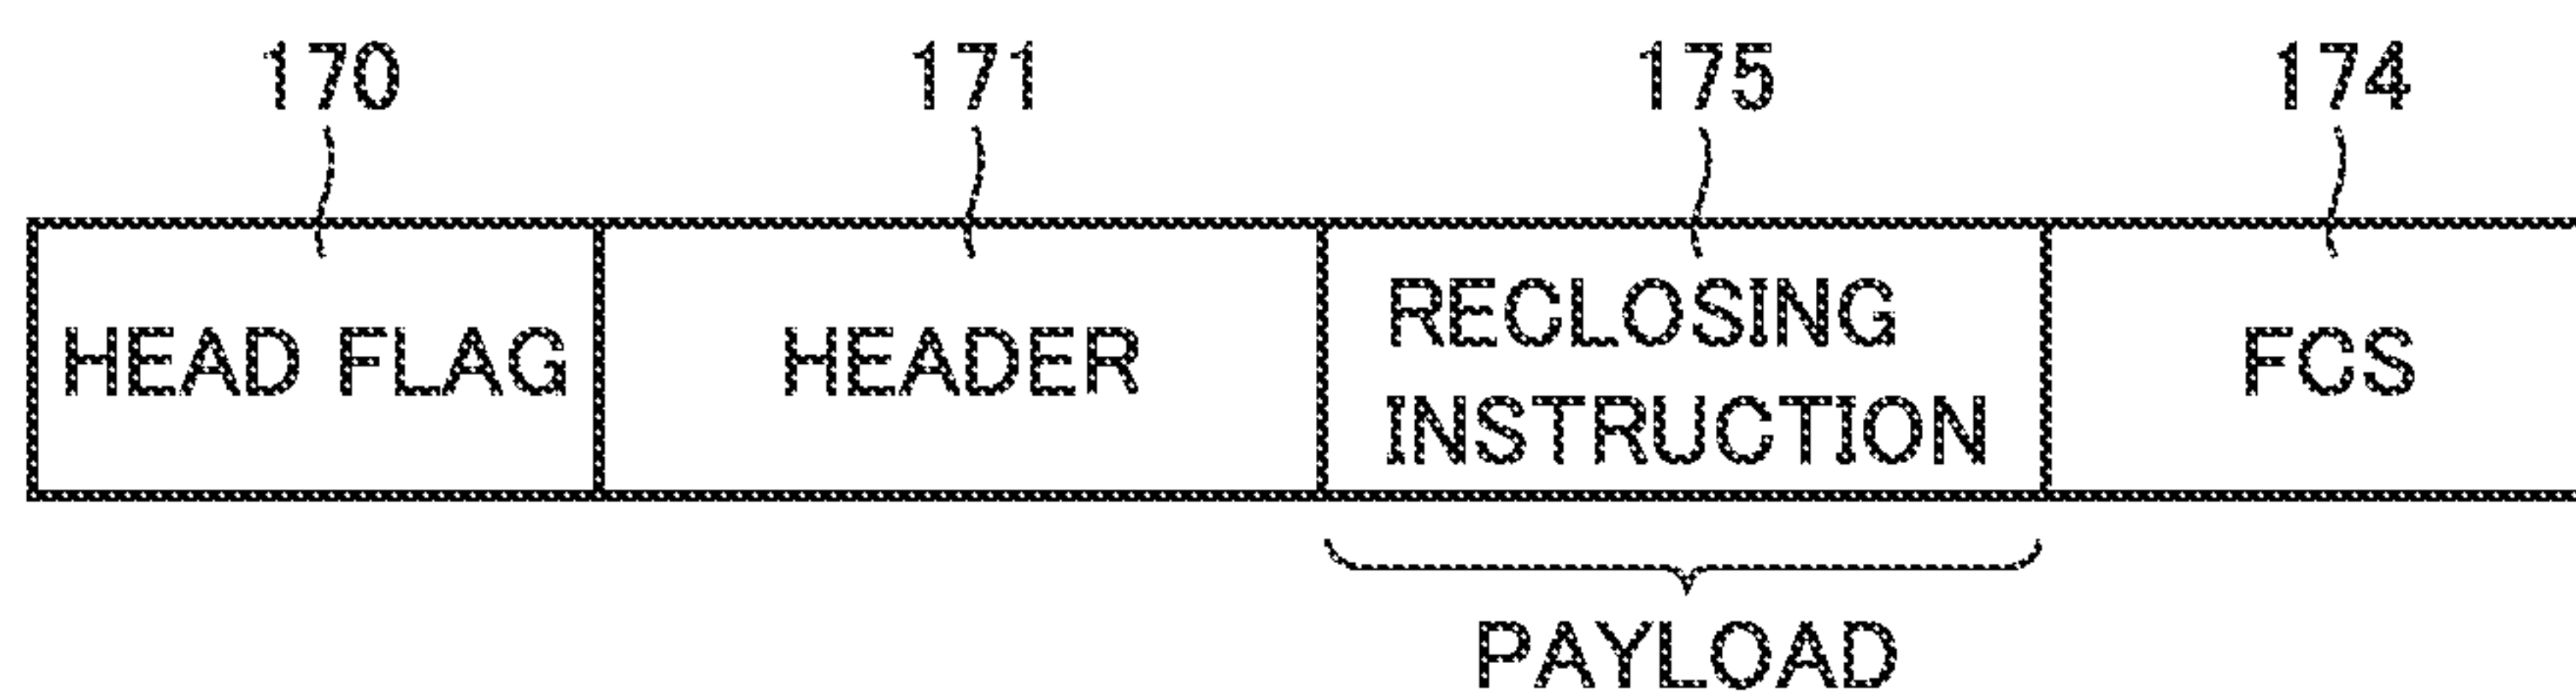 170 171 175 174
HEAD FLAG HEADER RECLOSING INSTRUCTION FCS
PAYLOAD